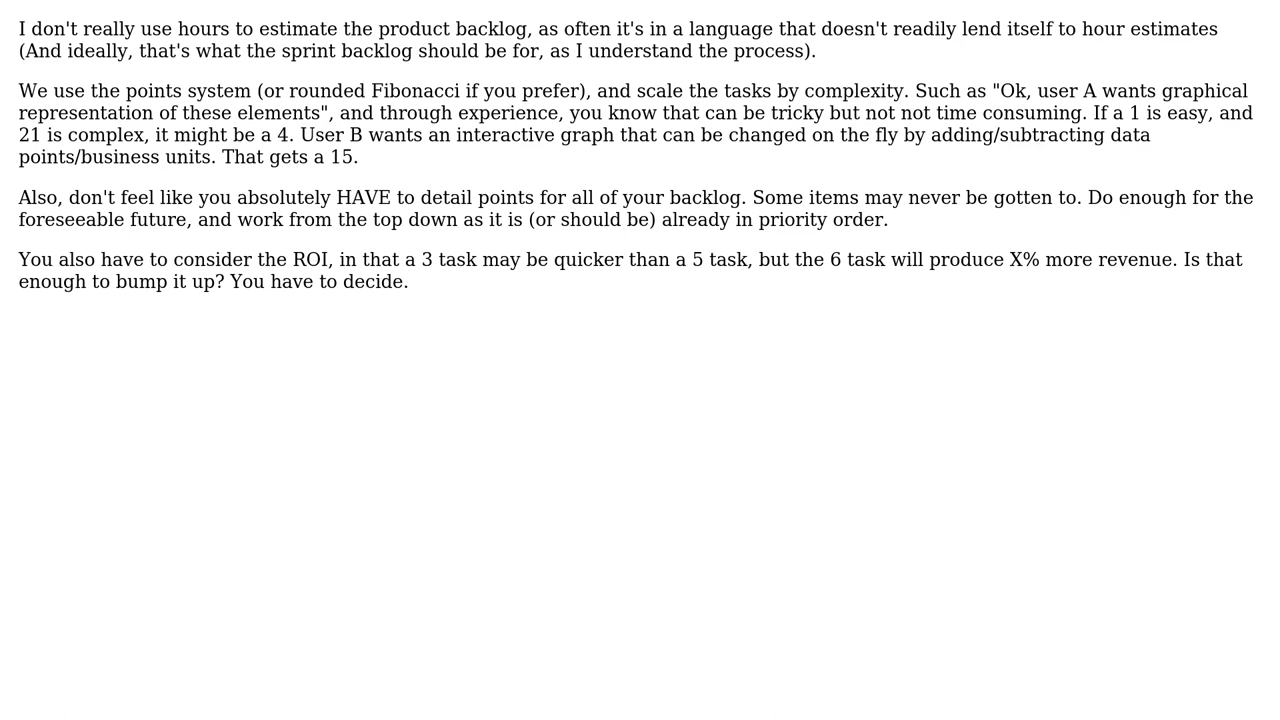 I don't really use hours to estimate the product backlog, as often it's in a language that doesn't readily lend itself to hour estimates
(And ideally, that's what the sprint backlog should be for, as I understand the process).
We use the points system (or rounded Fibonacci if you prefer), and scale the tasks by complexity. Such as "Ok, user A wants graphical
representation of these elements", and through experience, you know that can be tricky but not not time consuming. If a 1 is easy, and
21 is complex, it might be a 4. User B wants an interactive graph that can be changed on the fly by adding/subtracting data
points/business units. That gets a 15.
Also, don't feel like you absolutely HAVE to detail points for all of your backlog. Some items may never be gotten to. Do enough for the
foreseeable future, and work from the top down as it is (or should be) already in priority order.
You also have to consider the ROI, in that a 3 task may be quicker than a 5 task, but the 6 task will produce X% more revenue. Is that
enough to bump it up? You have to decide.